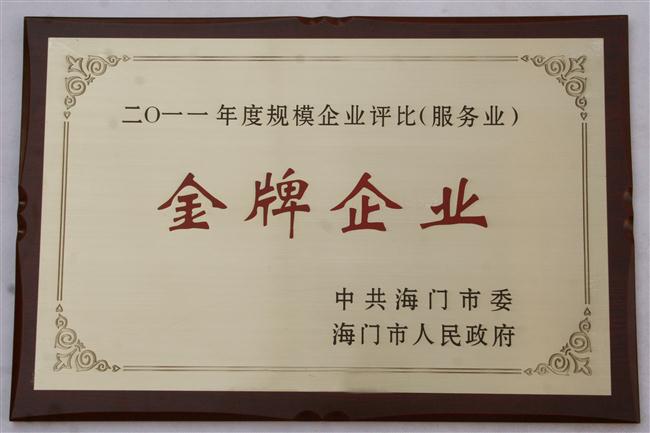 二〇一一年度规模企业评比(服务业)
金牌企业
中共海门市委
海门市人民政府